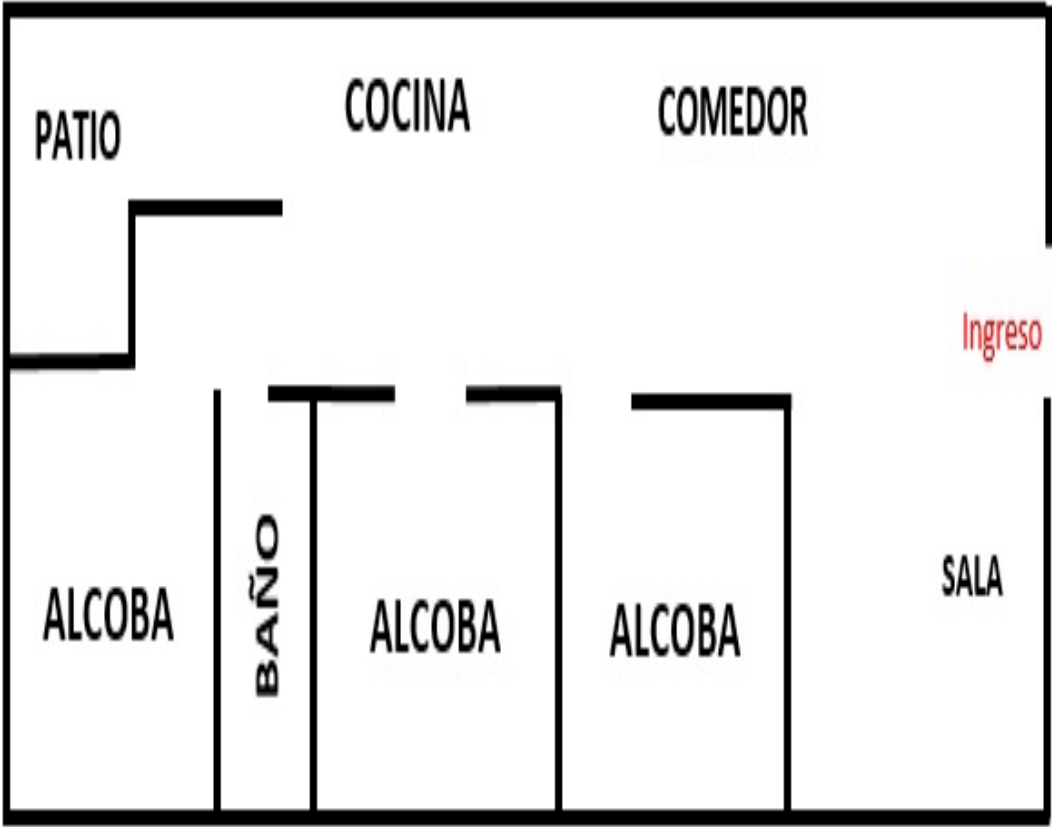 PATIO
COCINA
COMEDOR
Ingreso
ALCOBA
BAÑO
ALCOBA
ALCOBA
SALA